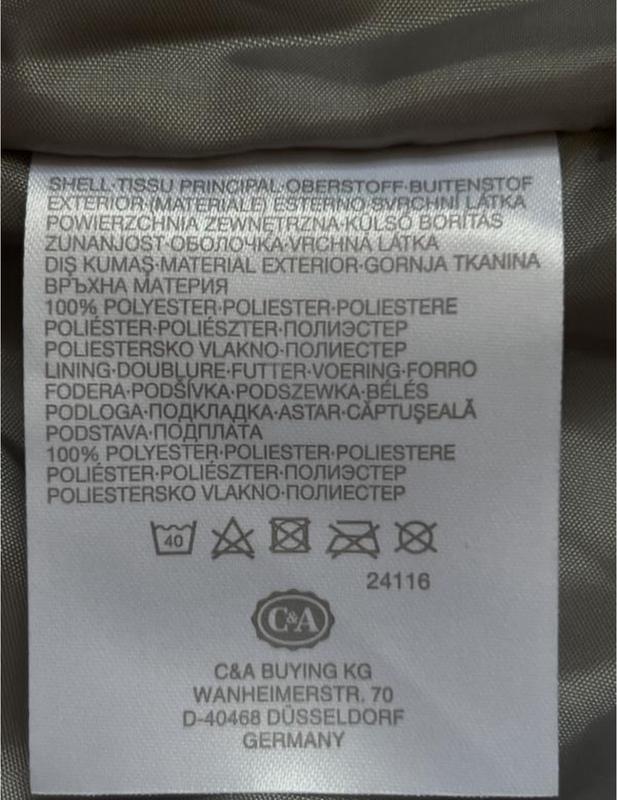 SHELL·TISSU PRINCIPAL·OBERSTOFF·BUITENSTOF
EXTERIOR·(MATERIALE) ESTERNO·SVRCHNÍ LÁTKA
POWIERZCHNIA ZEWNĘTRZNA·KÜLSŐ BORÍTÁS
ZUNANJOST·ОБОЛОЧКА·VRCHNÁ LÁTKA
DIŞ KUMAŞ·MATERIAL EXTERIOR·GORNJA TKANINA
ВРЪХНА МАТЕРИЯ
100% POLYESTER·POLIESTER·POLIESTERE
POLIÉSTER·POLIÉSZTER·ПОЛИЭСТЕР
POLIESTERSKO VLAKNO·ПОЛИЕСТЕР
LINING·DOUBLURE·FUTTER·VOERING·FORRO
FODERA·PODŠÍVKA·PODSZEWKA·BÉLÉS
PODLOGA·ПОДКЛАДКА·ASTAR·CĂPTUŞEALĂ
PODSTAVA·ПОДПЛАТА
100% POLYESTER·POLIESTER·POLIESTERE
POLIÉSTER·POLIÉSZTER·ПОЛИЭСТЕР
POLIESTERSKO VLAKNO·ПОЛИЕСТЕР
40
24116
C&A
C&A BUYING KG
WANHEIMERSTR. 70
D-40468 DÜSSELDORF
GERMANY